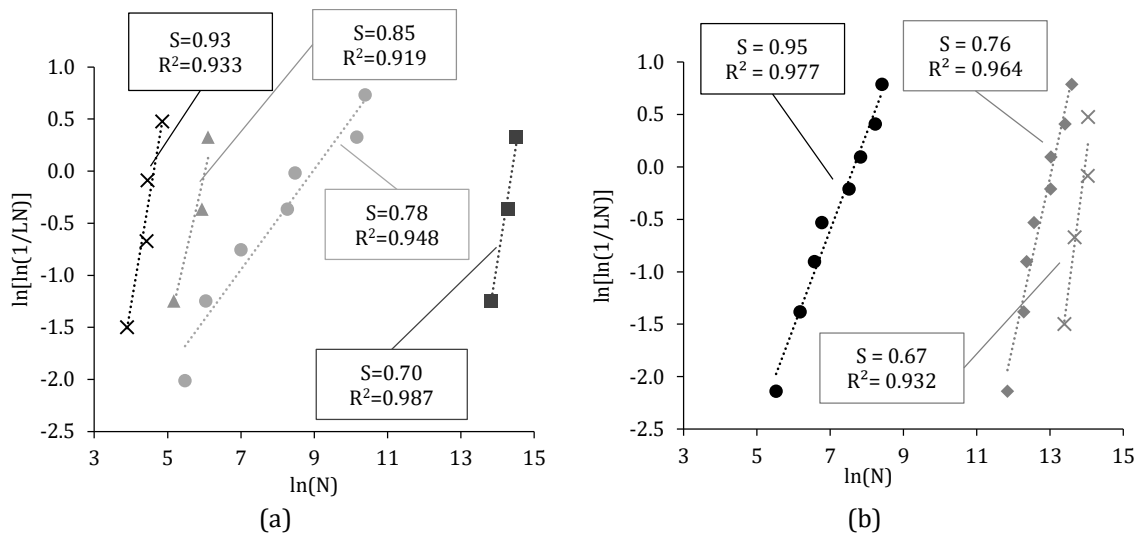 S=0.93
R²=0.933
S=0.85
R²=0.919
1.0
0.5
0.0
-0.5
-1.0
-1.5
-2.0
-2.5
ln[ln(1/LN)]
S=0.78
R²=0.948
S=0.70
R²=0.987
3 5 7 9 11 13 15
ln(N)
(a)
S = 0.95
R² = 0.977
S = 0.76
R² = 0.964
1.0
0.5
0.0
-0.5
-1.0
-1.5
-2.0
-2.5
ln[ln(1/LN)]
S = 0.67
R² = 0.932
3 5 7 9 11 13 15
ln(N)
(b)